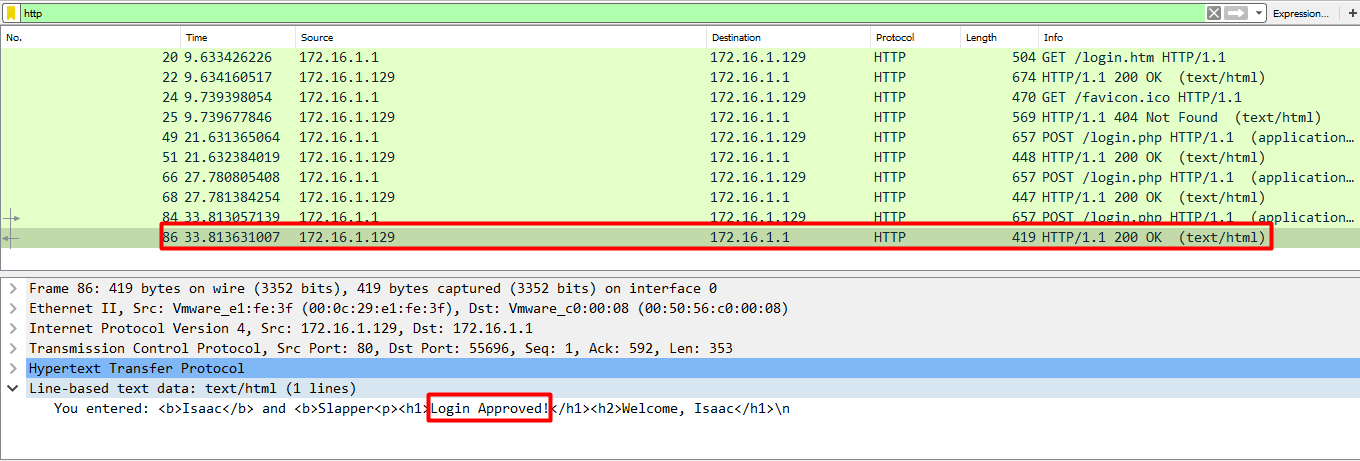 http Expression... +
No. Time Source Destination Protocol Length Info
20 9.633426226 172.16.1.1 172.16.1.129 HTTP 504 GET /login.htm HTTP/1.1
22 9.634160517 172.16.1.129 172.16.1.1 HTTP 674 HTTP/1.1 200 OK (text/html)
24 9.739398054 172.16.1.1 172.16.1.129 HTTP 470 GET /favicon.ico HTTP/1.1
25 9.739677846 172.16.1.129 172.16.1.1 HTTP 569 HTTP/1.1 404 Not Found (text/html)
49 21.631365064 172.16.1.1 172.16.1.129 HTTP 657 POST /login.php HTTP/1.1 (application…
51 21.632384019 172.16.1.129 172.16.1.1 HTTP 448 HTTP/1.1 200 OK (text/html)
66 27.780805408 172.16.1.1 172.16.1.129 HTTP 657 POST /login.php HTTP/1.1 (application…
68 27.781384254 172.16.1.129 172.16.1.1 HTTP 447 HTTP/1.1 200 OK (text/html)
84 33.813057139 172.16.1.1 172.16.1.129 HTTP 657 POST /login.php HTTP/1.1 (application…
86 33.813631007 172.16.1.129 172.16.1.1 HTTP 419 HTTP/1.1 200 OK (text/html)
Frame 86: 419 bytes on wire (3352 bits), 419 bytes captured (3352 bits) on interface 0
Ethernet II, Src: Vmware_e1:fe:3f (00:0c:29:e1:fe:3f), Dst: Vmware_c0:00:08 (00:50:56:c0:00:08)
Internet Protocol Version 4, Src: 172.16.1.129, Dst: 172.16.1.1
Transmission Control Protocol, Src Port: 80, Dst Port: 55696, Seq: 1, Ack: 592, Len: 353
Hypertext Transfer Protocol
Line-based text data: text/html (1 lines)
You entered: <b>Isaac</b> and <b>Slapper<p><h1>Login Approved!</h1><h2>Welcome, Isaac</h1>\n